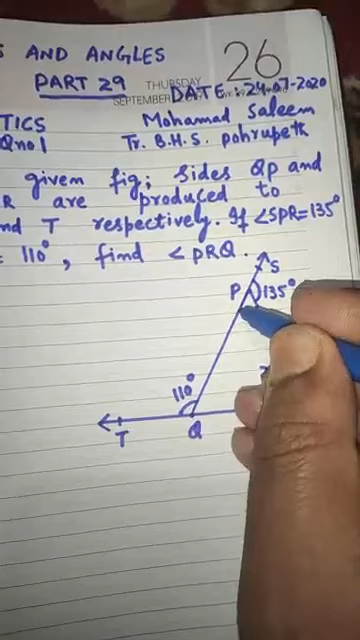 AND ANGLES
PART 29
26
THURSDAY
SEPTEMBER
DATE: 24-07-2020
Mohamad Saleem
TICS
Qno1
Tr. B.H.S. Pohrupeth
given fig; sides QP and
R are produced to
nd T respectively. If ∠SPR=135°
= 110°, find ∠PRQ.
S
P
135°
110°
T
Q